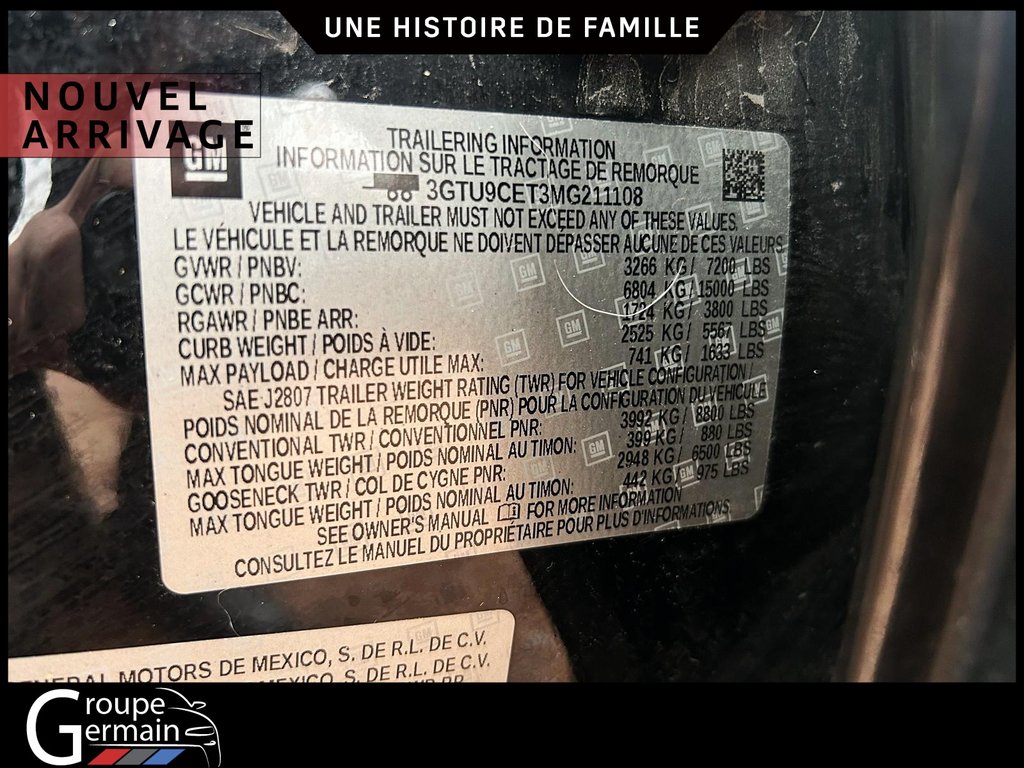 UNE HISTOIRE DE FAMILLE
NOUVEL
ARRIVAGE
GM
TRAILERING INFORMATION
INFORMATION SUR LE TRACTAGE DE REMORQUE
3GTU9CET3MG211108
VEHICLE AND TRAILER MUST NOT EXCEED ANY OF THESE VALUES.
LE VÉHICULE ET LA REMORQUE NE DOIVENT DÉPASSER AUCUNE DE CES VALEURS
GVWR / PNBV: 3266 KG / 7200 LBS
GCWR / PNBC: 6804 KG / 15000 LBS
RGAWR / PNBE ARR: 1724 KG / 3800 LBS
CURB WEIGHT / POIDS À VIDE: 2525 KG / 5567 LBS
MAX PAYLOAD / CHARGE UTILE MAX: 741 KG / 1633 LBS
SAE J2807 TRAILER WEIGHT RATING (TWR) FOR VEHICLE CONFIGURATION /
POIDS NOMINAL DE LA REMORQUE (PNR) POUR LA CONFIGURATION DU VÉHICULE
CONVENTIONAL TWR / CONVENTIONNEL PNR: 3992 KG / 8800 LBS
MAX TONGUE WEIGHT / POIDS NOMINAL AU TIMON: 399 KG / 880 LBS
GOOSENECK TWR / COL DE CYGNE PNR: 2948 KG / 6500 LBS
MAX TONGUE WEIGHT / POIDS NOMINAL AU TIMON: 442 KG / 975 LBS
SEE OWNER'S MANUAL FOR MORE INFORMATION
CONSULTEZ LE MANUEL DU PROPRIÉTAIRE POUR PLUS D'INFORMATIONS
MOTORS DE MEXICO, S. DE R.L. DE C.V.
MEXICO, S. DE R.L. DE C.V.
Groupe
Germain